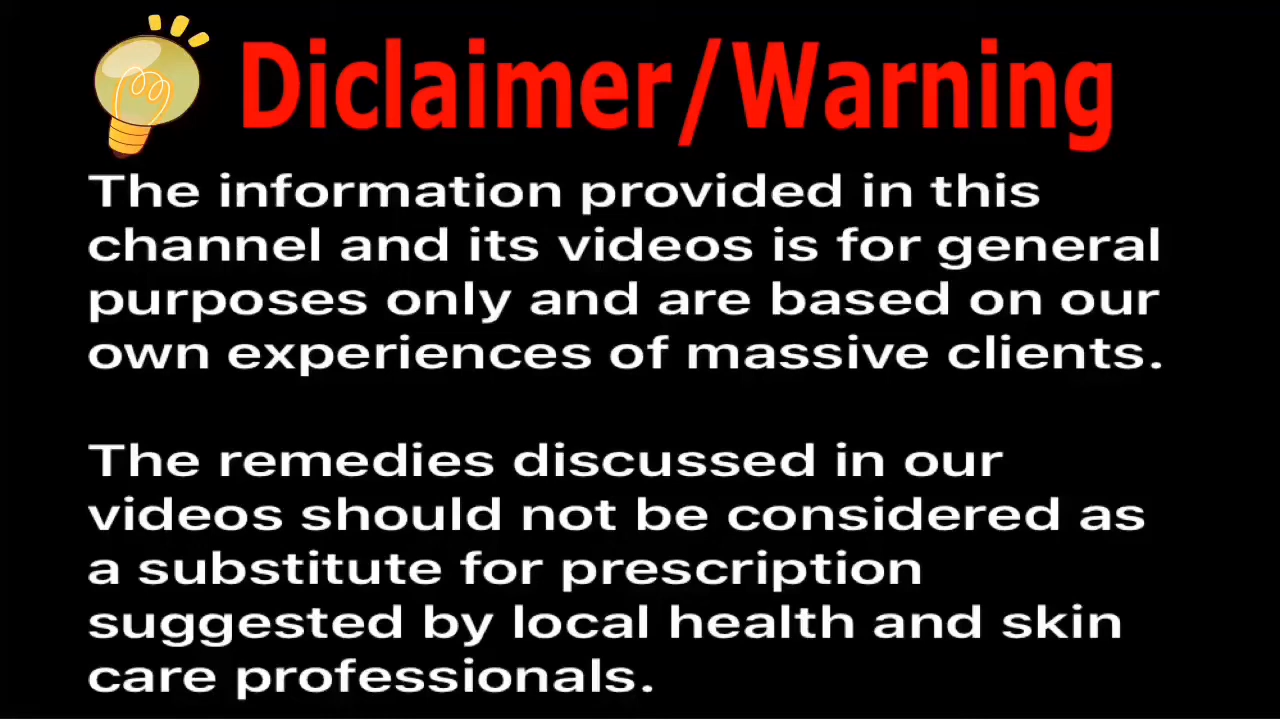 Diclaimer/Warning
The information provided in this
channel and its videos is for general
purposes only and are based on our
own experiences of massive clients.
The remedies discussed in our
videos should not be considered as
a substitute for prescription
suggested by local health and skin
care professionals.